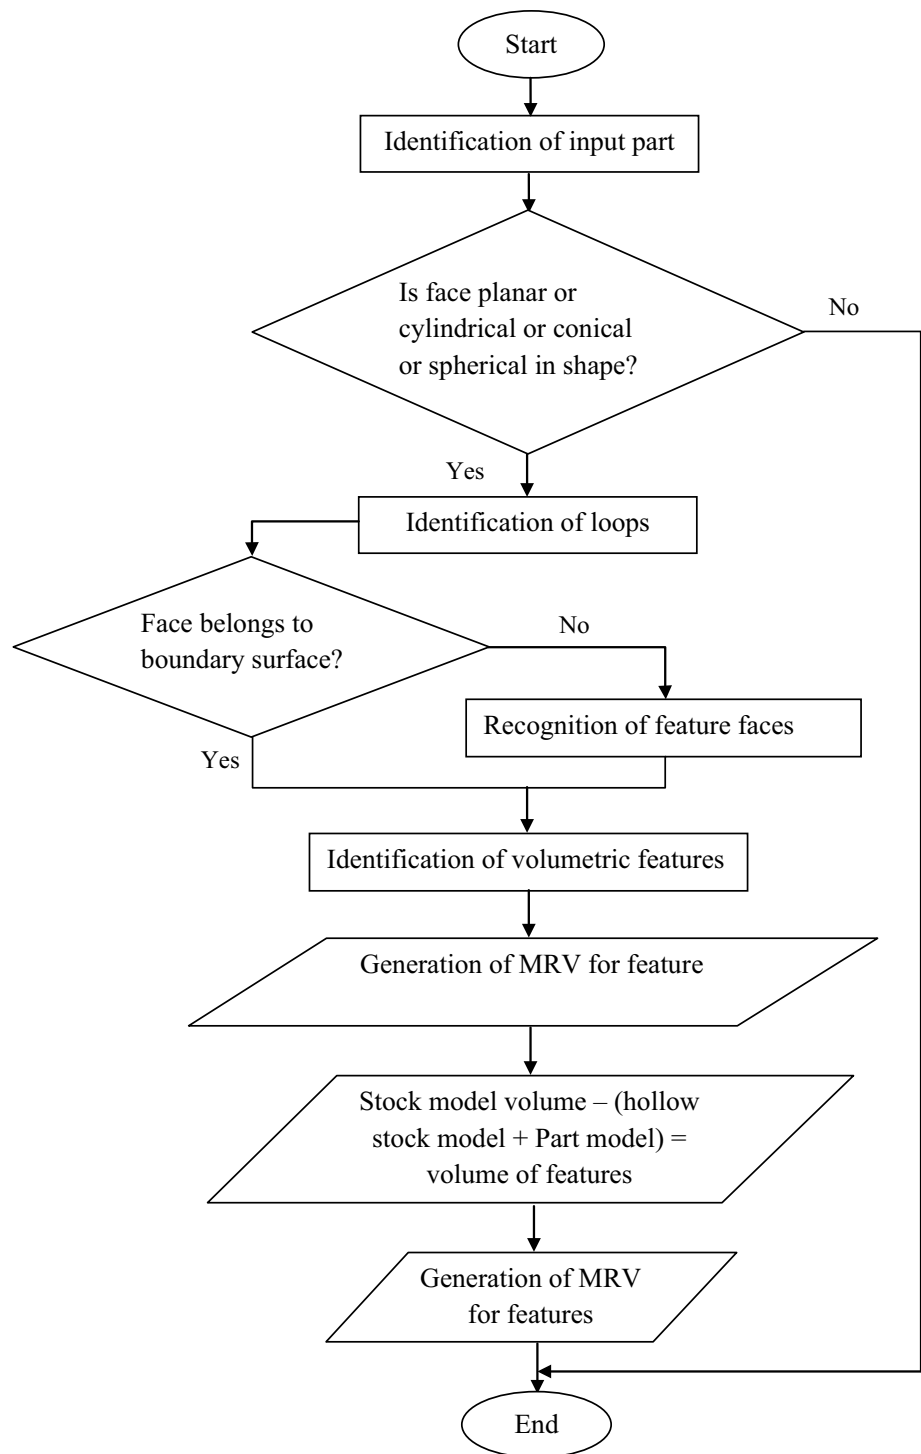 Start
Identification of input part
Is face planar or
cylindrical or conical
or spherical in shape?
No
Yes
Identification of loops
Face belongs to
boundary surface?
No
Recognition of feature faces
Yes
Identification of volumetric features
Generation of MRV for feature
Stock model volume – (hollow
stock model + Part model) =
volume of features
Generation of MRV
for features
End